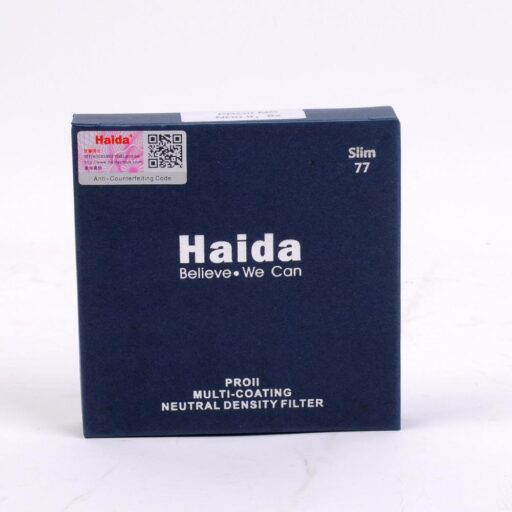 Haida
Anti-Counterfeiting Code
Slim
77
Haida
Believe • We Can
PROII
MULTI-COATING
NEUTRAL DENSITY FILTER